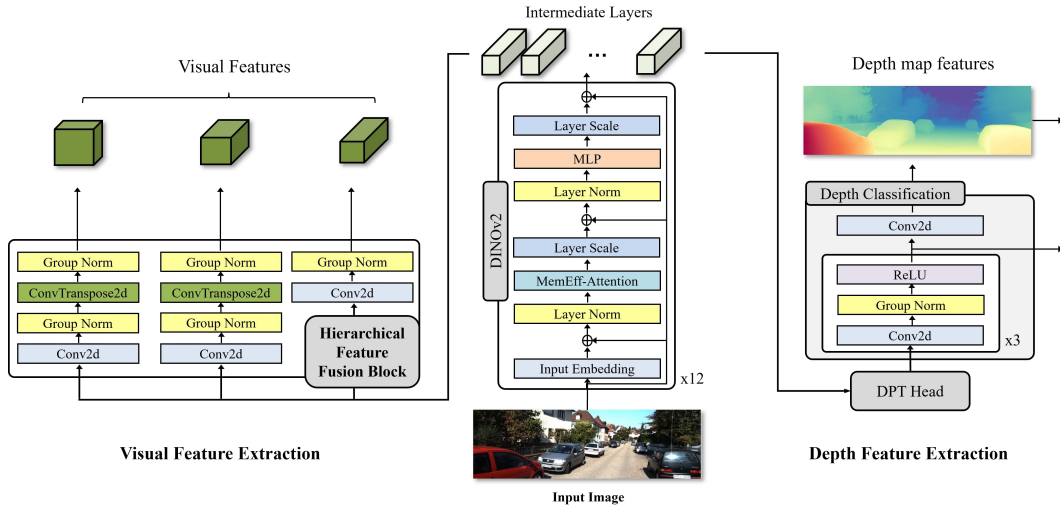 Intermediate Layers
...
Visual Features
Group Norm
ConvTranspose2d
Group Norm
Conv2d
Group Norm
ConvTranspose2d
Group Norm
Conv2d
Group Norm
Conv2d
Hierarchical
Feature
Fusion Block
Visual Feature Extraction
Layer Scale
MLP
Layer Norm
DINOv2
Layer Scale
MemEff-Attention
Layer Norm
Input Embedding
x12
Input Image
Depth map features
Depth Classification
Conv2d
ReLU
Group Norm
Conv2d
x3
DPT Head
Depth Feature Extraction